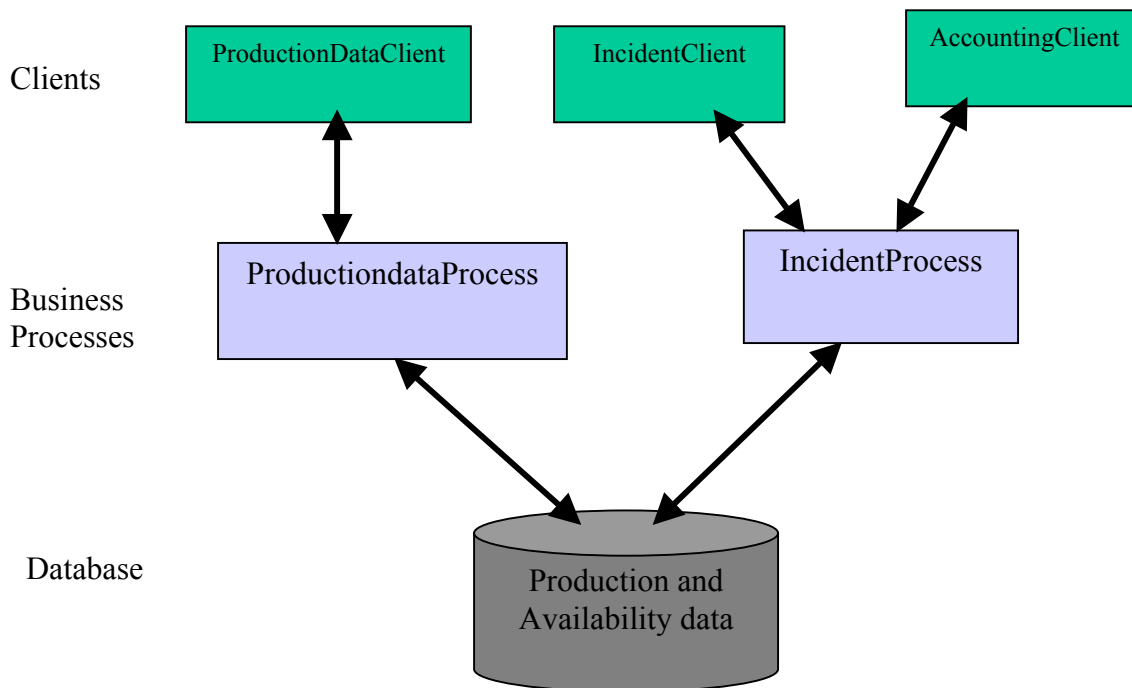 Clients
ProductionDataClient
IncidentClient
AccountingClient
Business
Processes
ProductiondataProcess
IncidentProcess
Database
Production and
Availability data